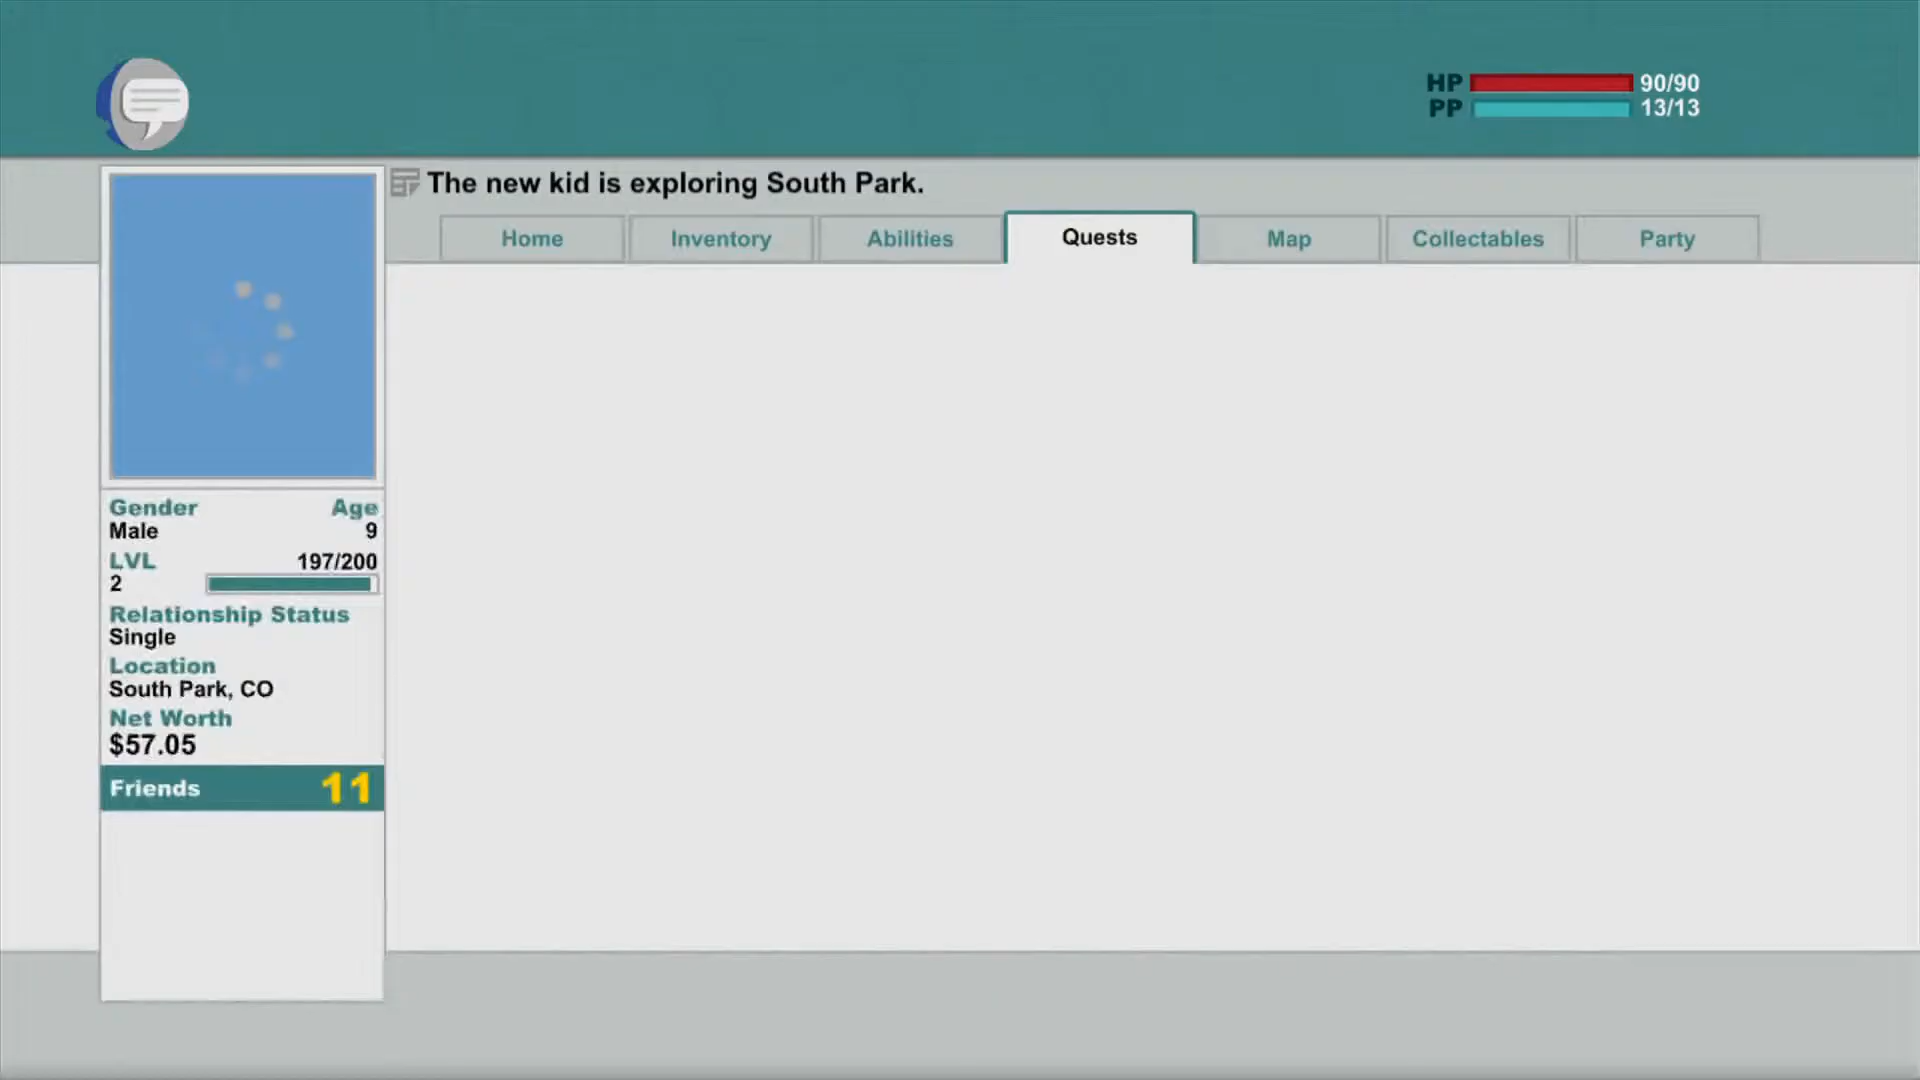 HP 90/90
PP 13/13
The new kid is exploring South Park.
Home Inventory Abilities Quests Map Collectables Party
Gender Age
Male 9
LVL 197/200
2
Relationship Status
Single
Location
South Park, CO
Net Worth
$57.05
Friends 11